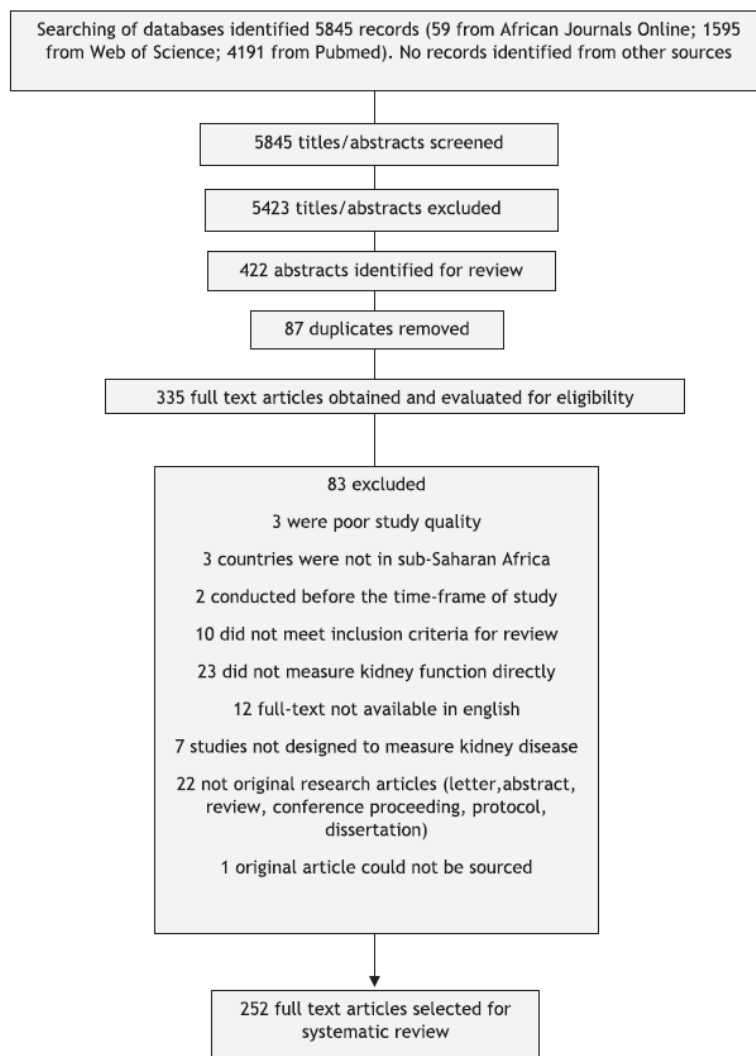 Searching of databases identified 5845 records (59 from African Journals Online; 1595
from Web of Science; 4191 from Pubmed). No records identified from other sources
5845 titles/abstracts screened
5423 titles/abstracts excluded
422 abstracts identified for review
87 duplicates removed
335 full text articles obtained and evaluated for eligibility
83 excluded
3 were poor study quality
3 countries were not in sub-Saharan Africa
2 conducted before the time-frame of study
10 did not meet inclusion criteria for review
23 did not measure kidney function directly
12 full-text not available in english
7 studies not designed to measure kidney disease
22 not original research articles (letter,abstract,
review, conference proceeding, protocol,
dissertation)
1 original article could not be sourced
252 full text articles selected for
systematic review